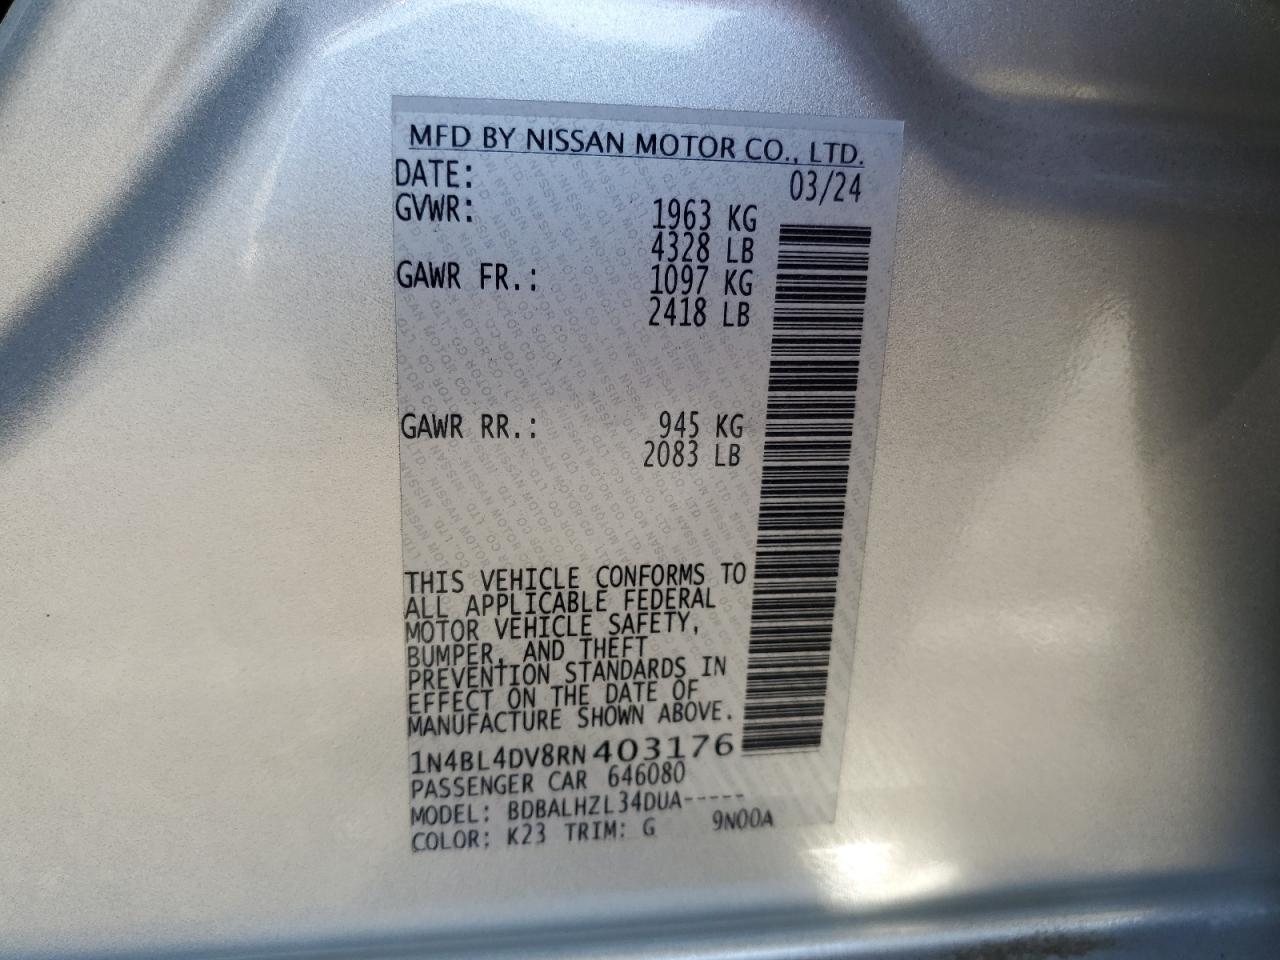 MFD BY NISSAN MOTOR CO., LTD.
DATE: 03/24
GVWR: 1963 KG
4328 LB
GAWR FR.: 1097 KG
2418 LB
GAWR RR.: 945 KG
2083 LB
THIS VEHICLE CONFORMS TO
ALL APPLICABLE FEDERAL
MOTOR VEHICLE SAFETY,
BUMPER, AND THEFT
PREVENTION STANDARDS IN
EFFECT ON THE DATE OF
MANUFACTURE SHOWN ABOVE.
1N4BL4DV8RN403176
PASSENGER CAR 646080
MODEL: BDBALHZL34DUA-----
COLOR: K23 TRIM: G 9N00A